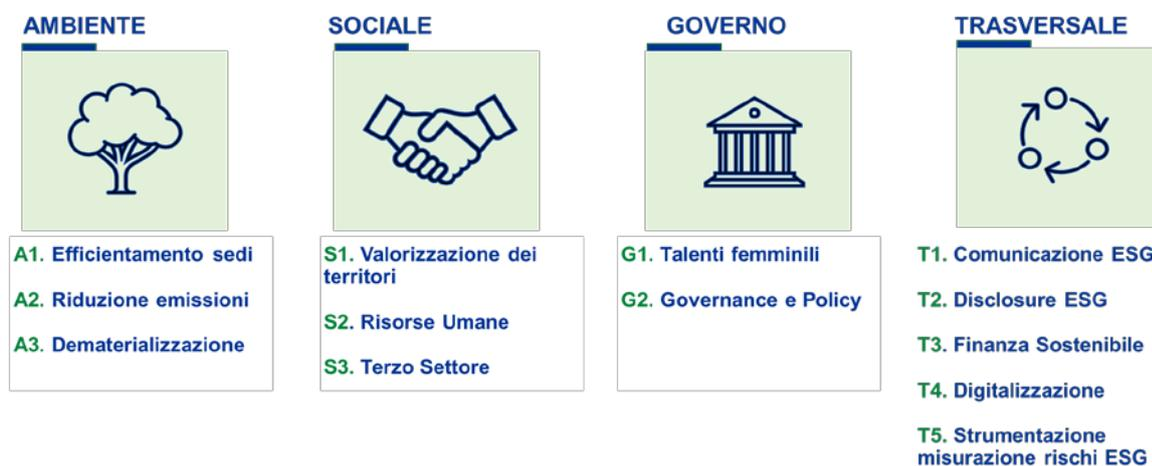 AMBIENTE
A1. Efficientamento sedi
A2. Riduzione emissioni
A3. Dematerializzazione
SOCIALE
S1. Valorizzazione dei
territori
S2. Risorse Umane
S3. Terzo Settore
GOVERNO
G1. Talenti femminili
G2. Governance e Policy
TRASVERSALE
T1. Comunicazione ESG
T2. Disclosure ESG
T3. Finanza Sostenibile
T4. Digitalizzazione
T5. Strumentazione
misurazione rischi ESG